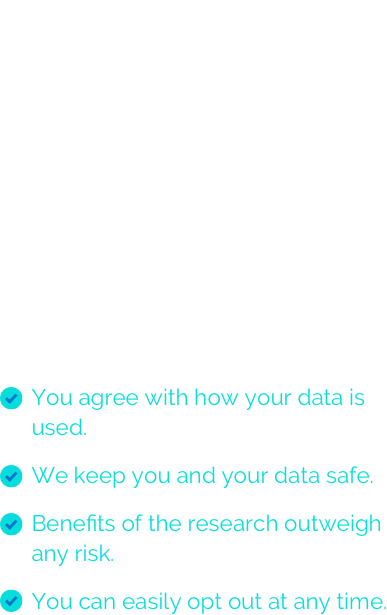 You agree with how your data is
used.
We keep you and your data safe.
Benefits of the research outweigh
any risk.
You can easily opt out at any time.